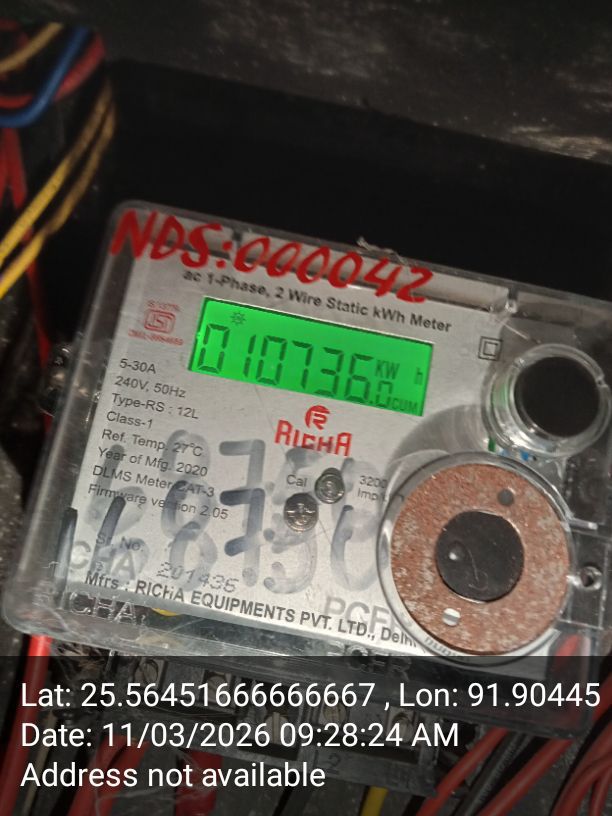 NDS:000042
ac 1-Phase, 2 Wire Static kWh Meter
010736 KW h
CUM
5-30A
240V, 50Hz
Type-RS : 12L
Class-1
Ref. Temp. 27°C
Year of Mfg. 2020
DLMS Meter CAT-3
Firmware version 2.05
RICHA
Cal
3200
Sr. No.
201436
Mfrs : RICHA EQUIPMENTS PVT. LTD.,
Lat: 25.56451666666667 , Lon: 91.90445
Date: 11/03/2026 09:28:24 AM
Address not available